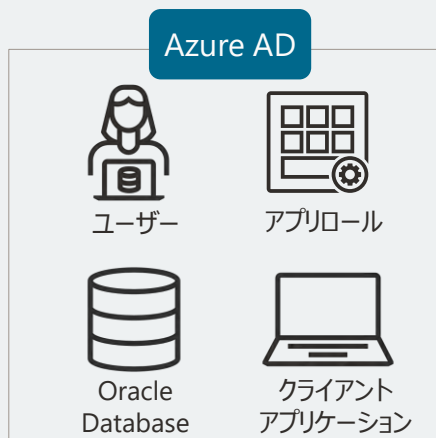 Azure AD
ユーザー
アプリロール
Oracle
Database
クライアント
アプリケーション